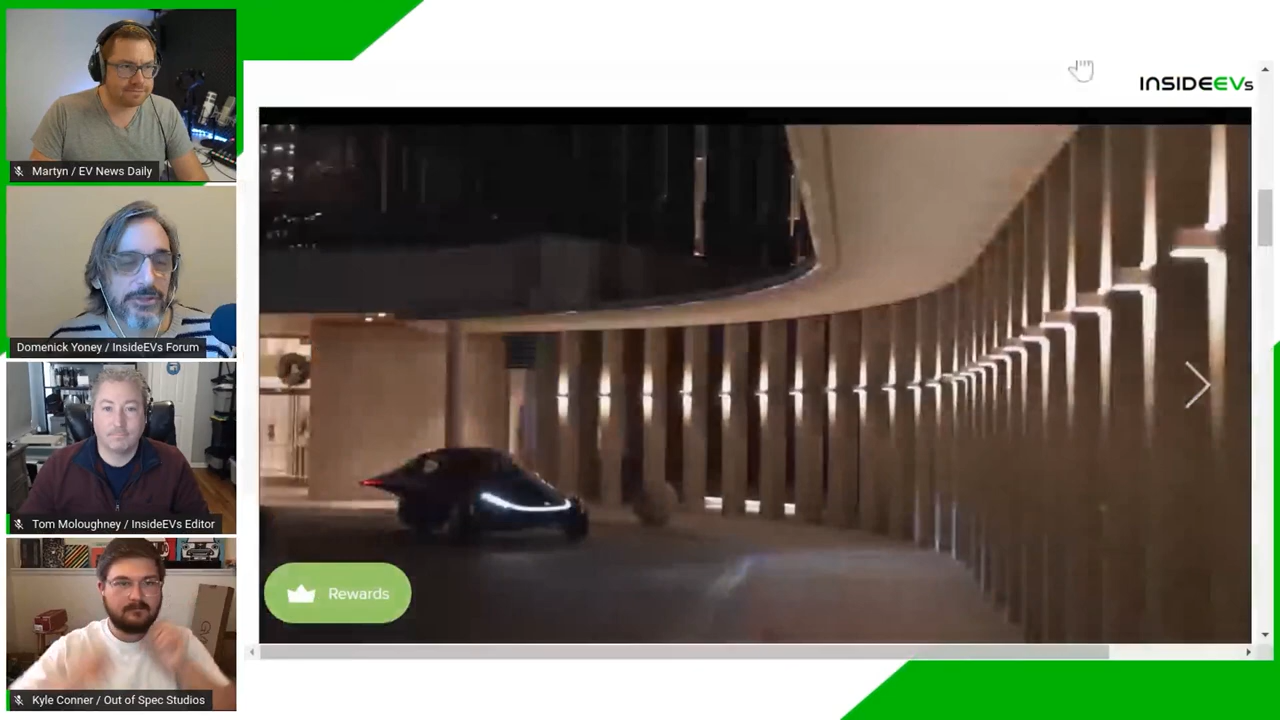 Martyn / EV News Daily
Domenick Yoney / InsideEVs Forum
Tom Moloughney / InsideEVs Editor
Kyle Conner / Out of Spec Studios
INSIDEEVs
Rewards